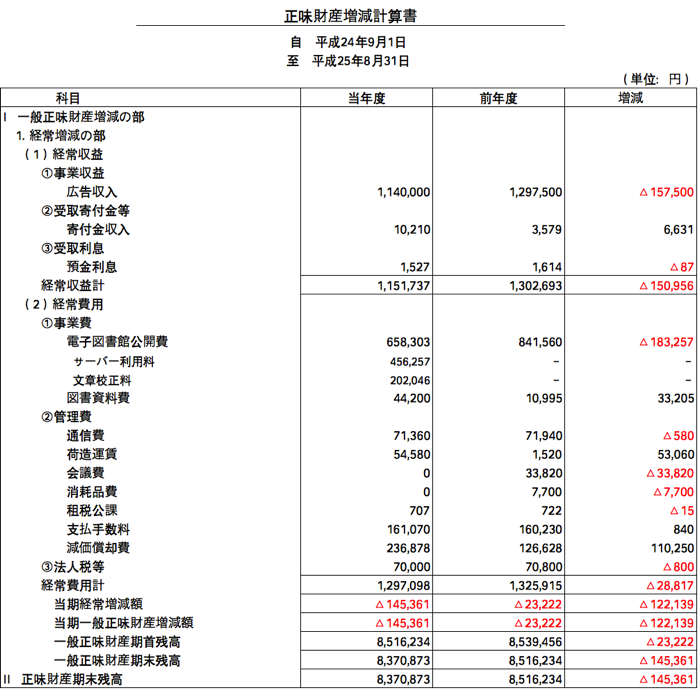 正味財産増減計算書
自 平成24年9月1日
至 平成25年8月31日
(単位: 円)
科目 当年度 前年度 増減
I 一般正味財産増減の部
1. 経常増減の部
(1)経常収益
①事業収益
広告収入 1,140,000 1,297,500 △157,500
②受取寄付金等
寄付金収入 10,210 3,579 6,631
③受取利息
預金利息 1,527 1,614 △87
経常収益計 1,151,737 1,302,693 △150,956
(2)経常費用
①事業費
電子図書館公開費 658,303 841,560 △183,257
サーバー利用料 456,257 – –
文章校正料 202,046 – –
図書資料費 44,200 10,995 33,205
②管理費
通信費 71,360 71,940 △580
荷造運賃 54,580 1,520 53,060
会議費 0 33,820 △33,820
消耗品費 0 7,700 △7,700
租税公課 707 722 △15
支払手数料 161,070 160,230 840
減価償却費 236,878 126,628 110,250
③法人税等 70,000 70,800 △800
経常費用計 1,297,098 1,325,915 △28,817
当期経常増減額 △145,361 △23,222 △122,139
当期一般正味財産増減額 △145,361 △23,222 △122,139
一般正味財産期首残高 8,516,234 8,539,456 △23,222
一般正味財産期末残高 8,370,873 8,516,234 △145,361
II 正味財産期末残高 8,370,873 8,516,234 △145,361